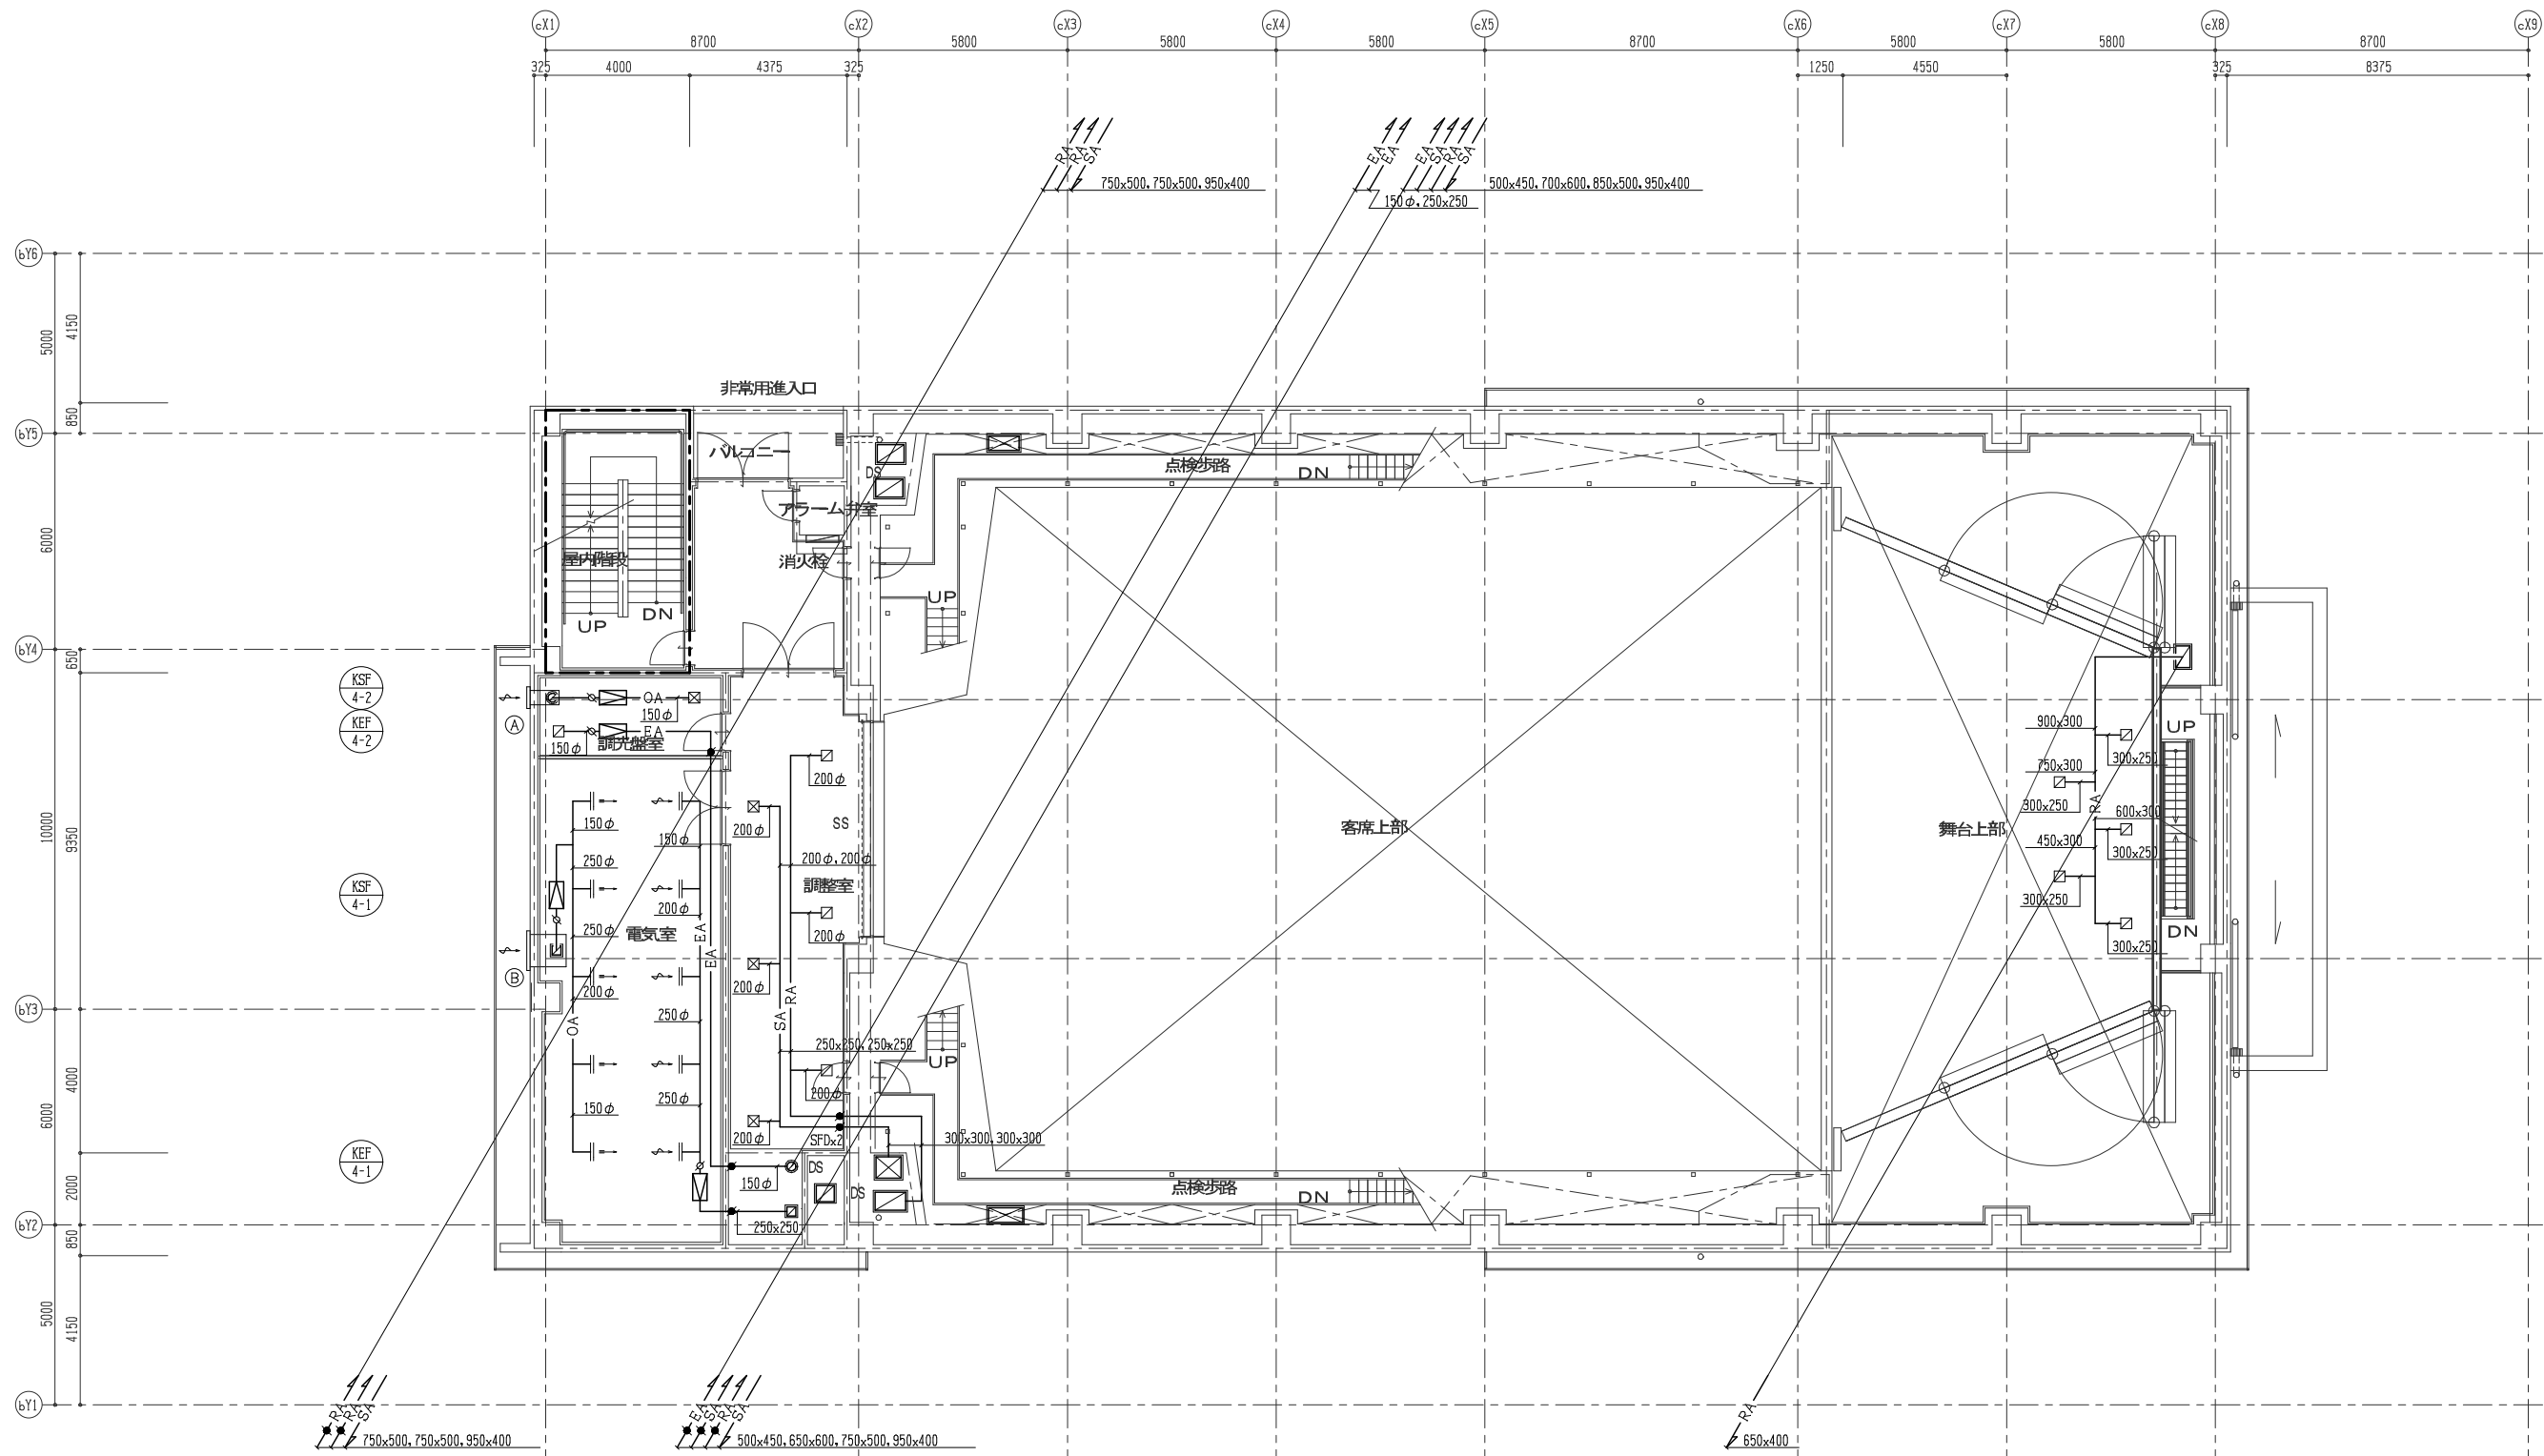 cX1 cX2 cX3 cX4 cX5 cX6 cX7 cX8 cX9
8700 5800 5800 5800 8700 5800 5800 8700
325 4000 4375 325 1250 4550 325 8375
RA RA SA
750x500,750x500,950x400
EA EA
150φ,250x250
EA SA RA SA
500x450,700x600,850x500,950x400
bY6
5000 4150
850
bY5
6000
bY4
650
10000 9350
bY3
6000 4000
2000
bY2
850
5000 4150
bY1
非常用進入口
バルコニー
DS
アラーム弁室
消火栓
屋内階段
UP
DN
点検歩路
DN
UP
KSF
4-2
KEF
4-2
A
OA
150φ
EA
150φ
調光盤室
KSF
4-1
B
150φ
150φ
250φ
200φ
250φ
電気室
200φ
250φ
OA
EA
EA
150φ
250φ
KEF
4-1
200φ
200φ
SS
200φ,200φ
調整室
200φ
200φ
SA
RA
250x250,250x250
200φ
200φ
SFDx2
300x300,300x300
DS
DS
150φ
250x250
UP
点検歩路
DN
客席上部
舞台上部
900x300
300x250
750x300
300x250
RA
600x300
450x300
300x250
300x250
300x250
UP
DN
RA RA SA
750x500,750x500,950x400
EA SA RA SA
500x450,650x600,750x500,950x400
RA
650x400